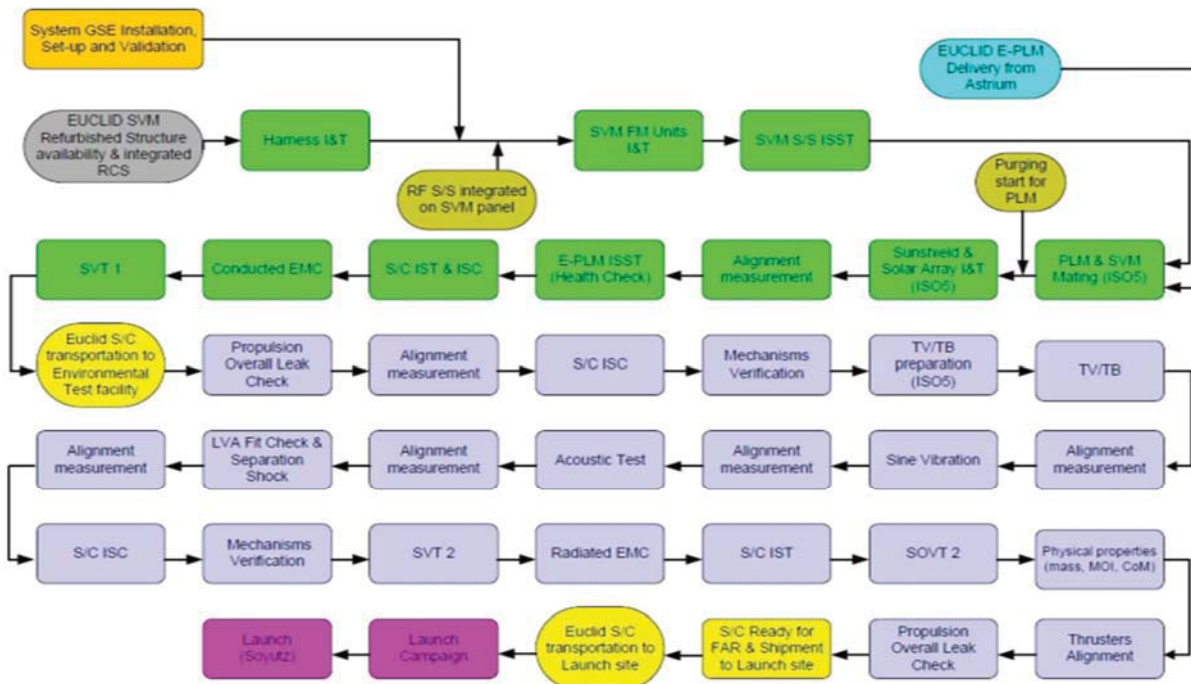 System GSE Installation,
Set-up and Validation
EUCLID E-PLM
Delivery from
Astrium
EUCLID SVM
Refurbished Structure
availability & integrated
RCS
Harness I&T
SVM FM Units
I&T
SVM S/S ISST
RF S/S integrated
on SVM panel
Purging
start for
PLM
SVT 1
Conducted EMC
S/C IST & ISC
E-PLM ISST
(Health Check)
Alignment
measurement
Sunshield &
Solar Array I&T
(ISO5)
PLM & SVM
Mating (ISO5)
Euclid S/C
transportation to
Environmental
Test facility
Propulsion
Overall Leak
Check
Alignment
measurement
S/C ISC
Mechanisms
Verification
TV/TB
preparation
(ISO5)
TV/TB
Alignment
measurement
LVA Fit Check &
Separation
Shock
Alignment
measurement
Acoustic Test
Alignment
measurement
Sine Vibration
Alignment
measurement
S/C ISC
Mechanisms
Verification
SVT 2
Radiated EMC
S/C IST
SOVT 2
Physical properties
(mass, MOI, CoM)
Launch
(Soyutz)
Launch
Campaign
Euclid S/C
transportation to
Launch site
S/C Ready for
FAR & Shipment
to Launch site
Propulsion
Overall Leak
Check
Thrusters
Alignment